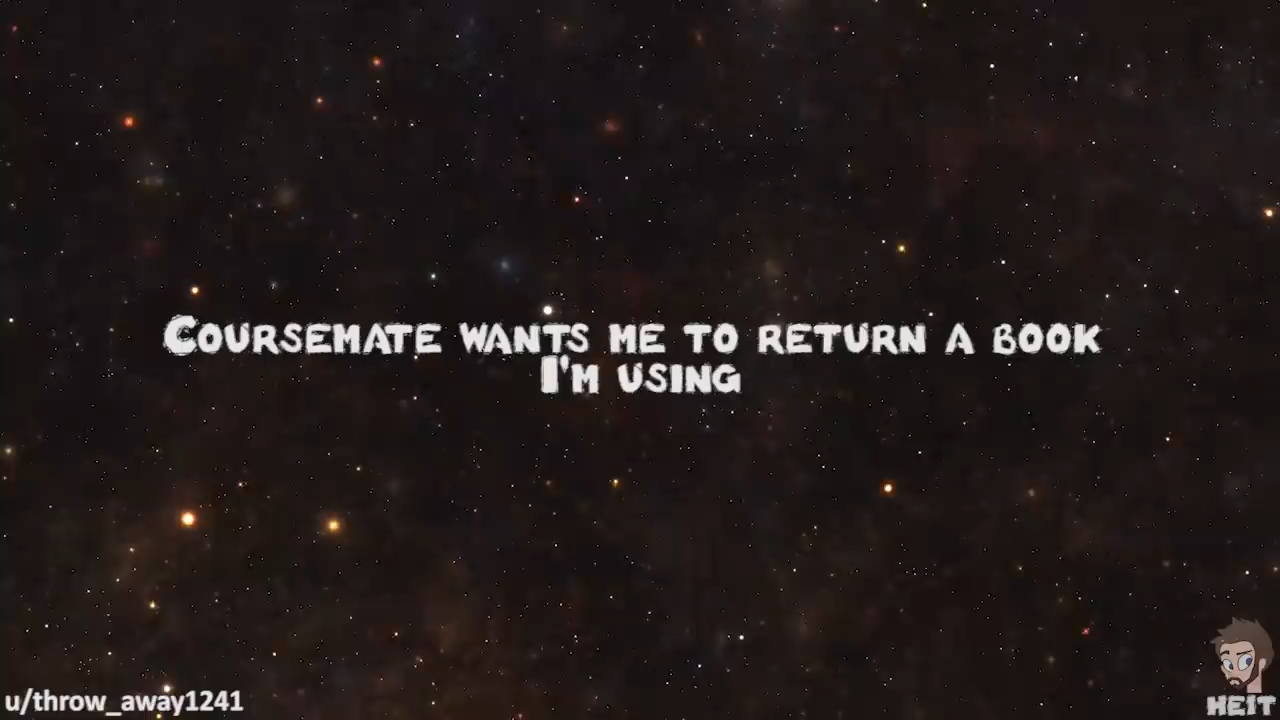 Coursemate wants me to return a book
I'm using
u/throw_away1241
HEIT